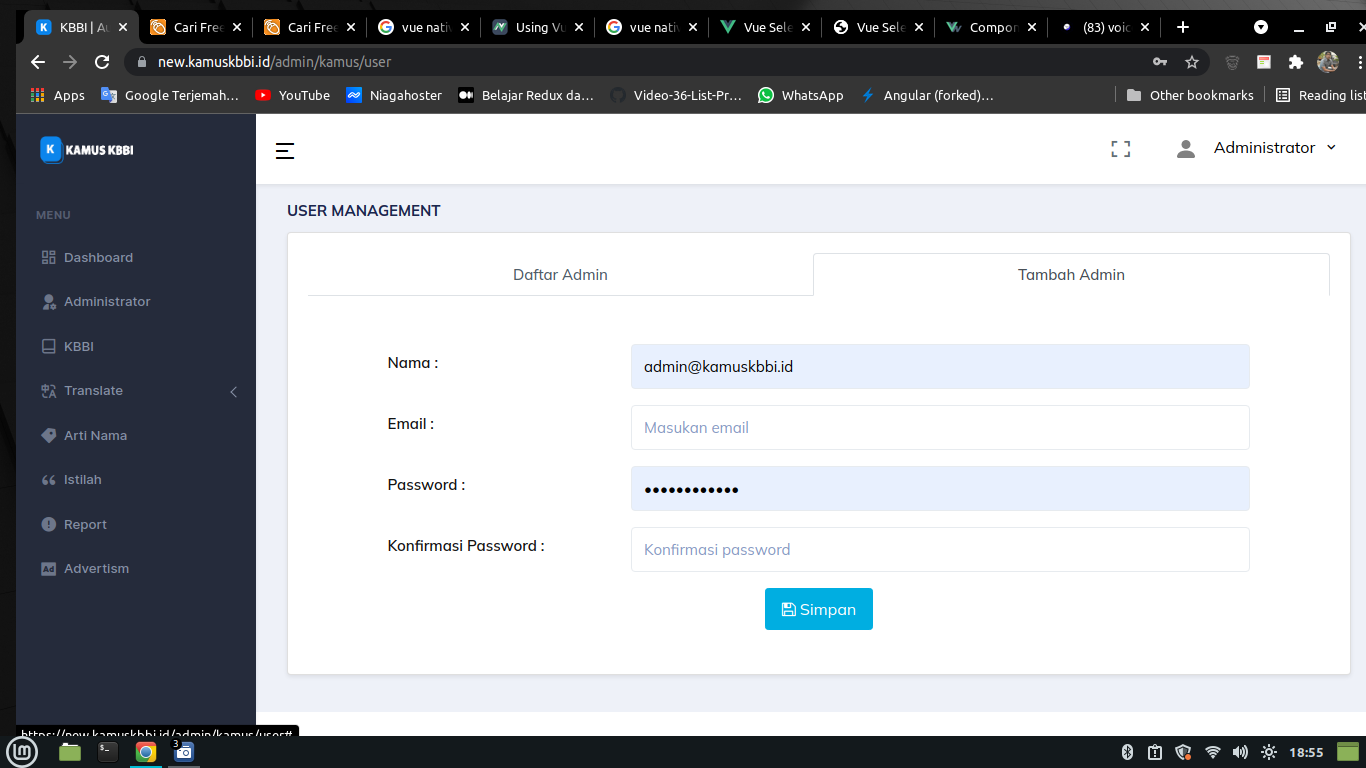 KBBI | Au
Cari Free
Cari Free
vue nativ
Using Vu
vue nativ
Vue Sele
Vue Sele
Compon
(83) voic
new.kamuskbbi.id/admin/kamus/user
Apps
Google Terjemah...
YouTube
Niagahoster
Belajar Redux da...
Video-36-List-Pr...
WhatsApp
Angular (forked)...
Other bookmarks
Reading list
K KAMUS KBBI
Administrator
MENU
Dashboard
Administrator
KBBI
Translate
Arti Nama
Istilah
Report
Ad Advertism
USER MANAGEMENT
Daftar Admin
Tambah Admin
Nama :
admin@kamuskbbi.id
Email :
Masukan email
Password :
••••••••••••
Konfirmasi Password :
Konfirmasi password
Simpan
https://new.kamuskbbi.id/admin/kamus/user#
3
18:55